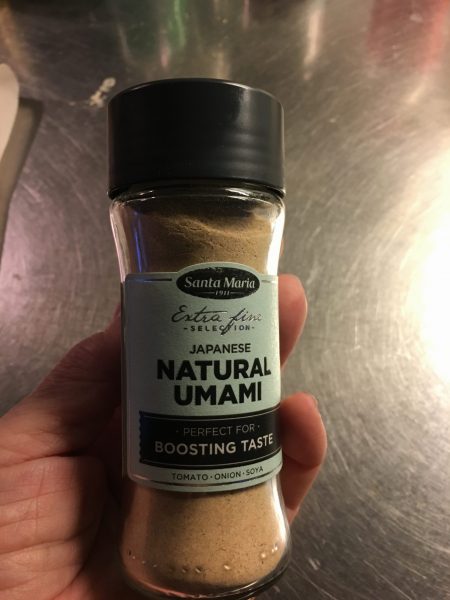 Santa Maria
1911
Extra fine
- SELECTION -
JAPANESE
NATURAL
UMAMI
· PERFECT FOR ·
BOOSTING TASTE
TOMATO · ONION · SOYA